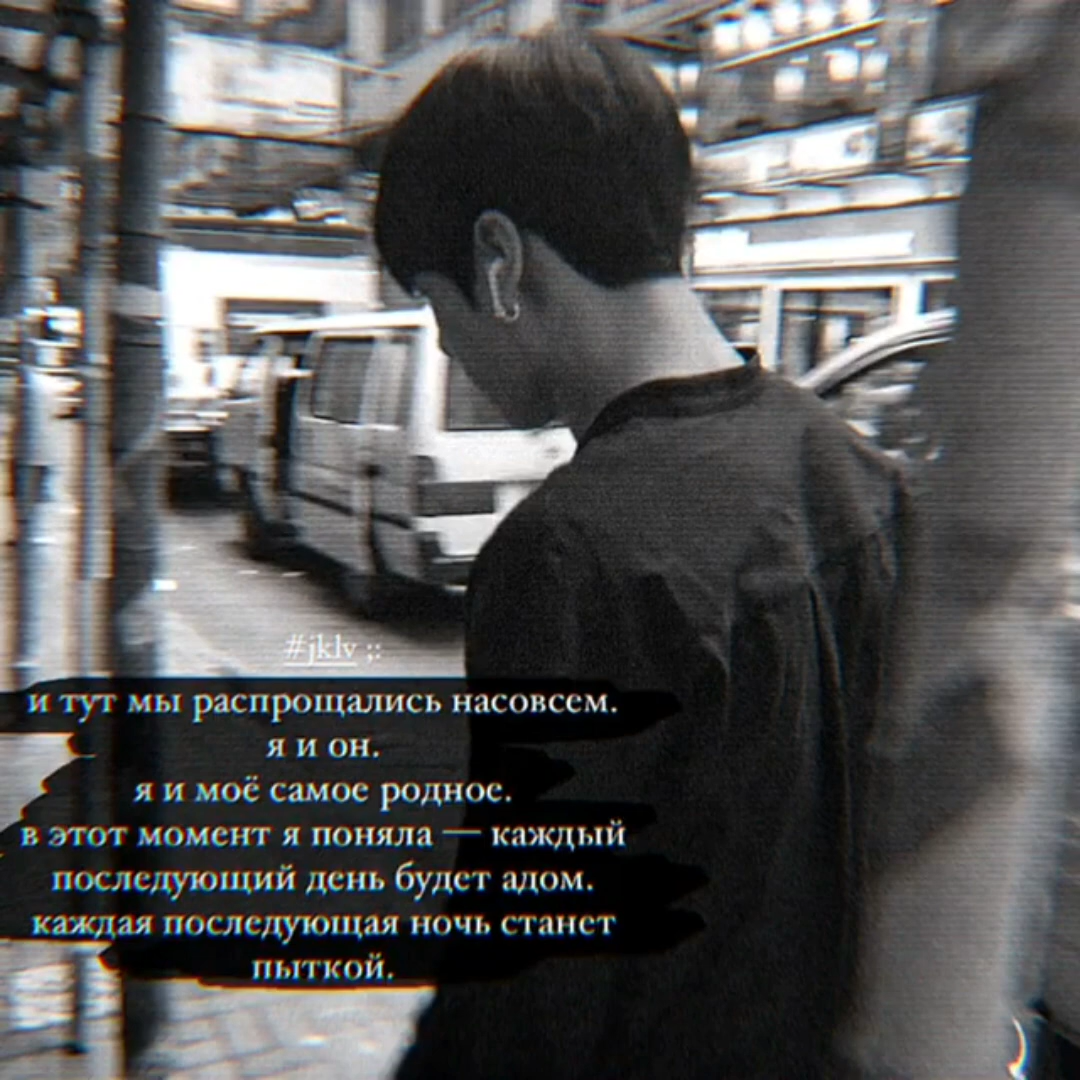 #jklv ;:
и тут мы распрощались насовсем.
я и он.
я и моё самое родное.
в этот момент я поняла — каждый
последующий день будет адом.
каждая последующая ночь станет
пыткой.